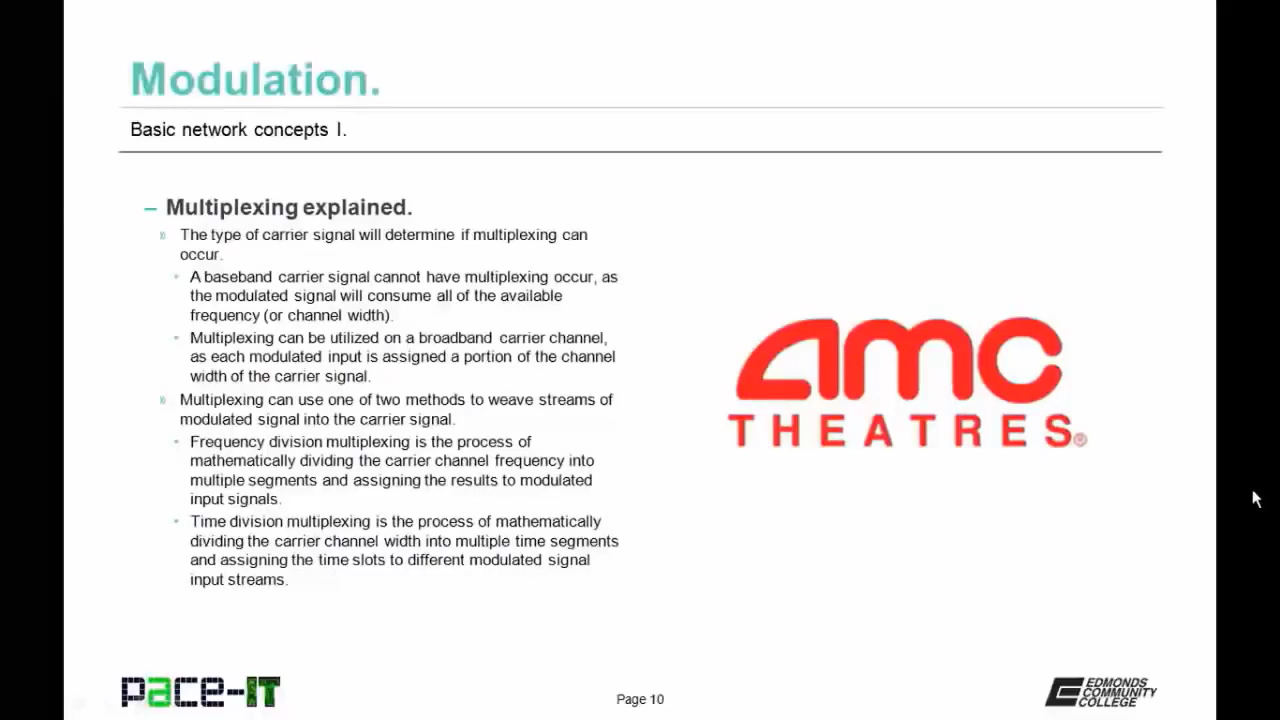 Modulation.
Basic network concepts I.
– Multiplexing explained.
» The type of carrier signal will determine if multiplexing can
occur.
• A baseband carrier signal cannot have multiplexing occur, as
the modulated signal will consume all of the available
frequency (or channel width).
• Multiplexing can be utilized on a broadband carrier channel,
as each modulated input is assigned a portion of the channel
width of the carrier signal.
» Multiplexing can use one of two methods to weave streams of
modulated signal into the carrier signal.
• Frequency division multiplexing is the process of
mathematically dividing the carrier channel frequency into
multiple segments and assigning the results to modulated
input signals.
• Time division multiplexing is the process of mathematically
dividing the carrier channel width into multiple time segments
and assigning the time slots to different modulated signal
input streams.
amc
THEATRES®
pace-IT
Page 10
EDMONDS
COMMUNITY
COLLEGE